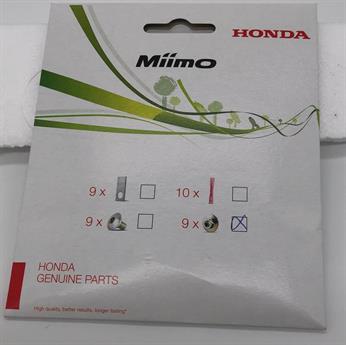 HONDA
Miimo
9 x
10 x
9 x
9 x
HONDA
GENUINE PARTS
High quality, better results, longer lasting*